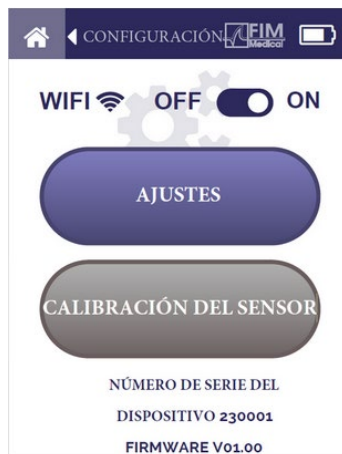 CONFIGURACIÓN FIM Medical
WIFI OFF ON
AJUSTES
CALIBRACIÓN DEL SENSOR
NÚMERO DE SERIE DEL
DISPOSITIVO 230001
FIRMWARE V01.00